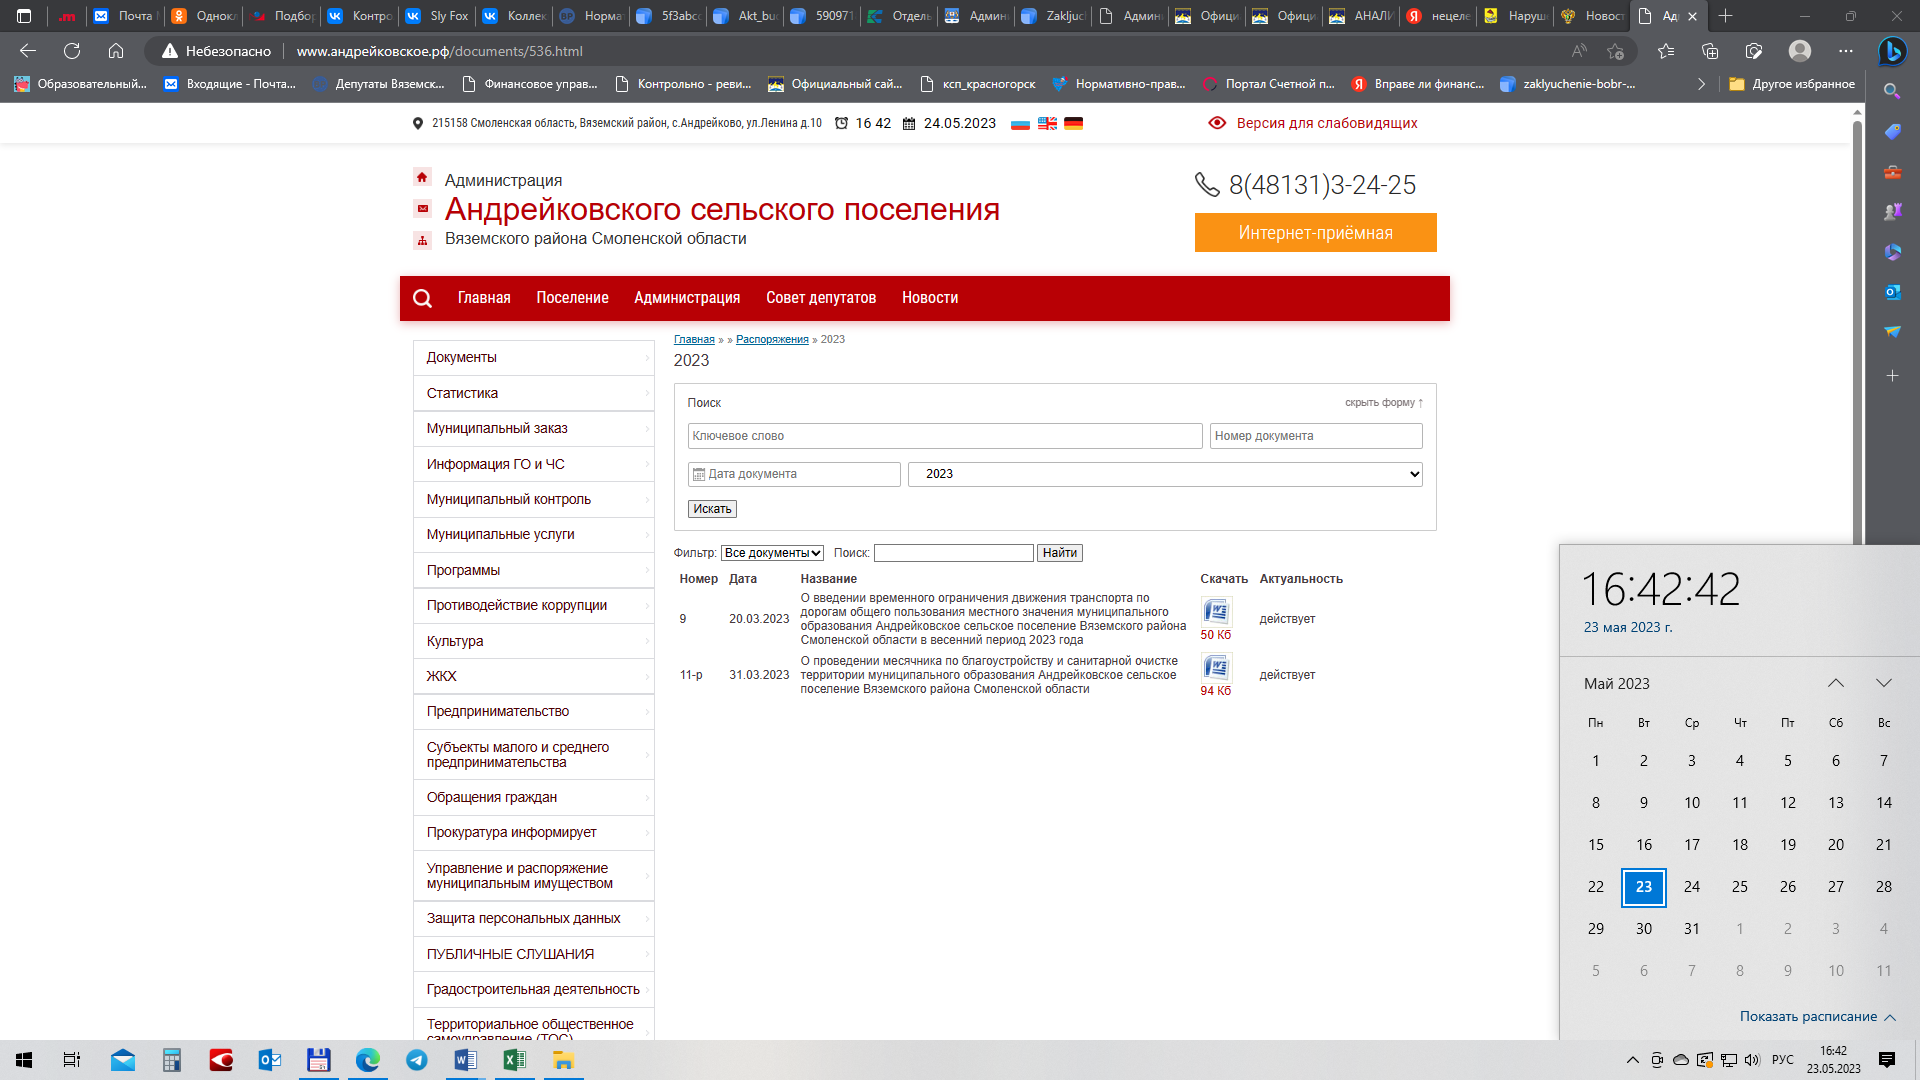 Почта
Однокл
Подбор
Контро
Sly Fox
Коллек
Норма
5f3abcc
Akt_bu
590971
Отдель
Админ
Zakljuc
Админ
Офици
Офици
АНАЛИ
нецеле
Наруш
Новост
Ад
Небезопасно
www.андрейковское.рф/documents/536.html
Образовательный...
Входящие - Почта...
Депутаты Вяземск...
Финансовое управ...
Контрольно - реви...
Официальный сай...
ксп_красногорск
Нормативно-прав...
Портал Счетной п...
Вправе ли финанс...
zaklyuchenie-bobr-...
Другое избранное
215158 Смоленская область, Вяземский район, с.Андрейково, ул.Ленина д.10
16 42
24.05.2023
Версия для слабовидящих
Администрация
Андрейковского сельского поселения
Вяземского района Смоленской области
8(48131)3-24-25
Интернет-приёмная
Главная Поселение Администрация Совет депутатов Новости
Документы
Статистика
Муниципальный заказ
Информация ГО и ЧС
Муниципальный контроль
Муниципальные услуги
Программы
Противодействие коррупции
Культура
ЖКХ
Предпринимательство
Субъекты малого и среднего
предпринимательства
Обращения граждан
Прокуратура информирует
Управление и распоряжение
муниципальным имуществом
Защита персональных данных
ПУБЛИЧНЫЕ СЛУШАНИЯ
Градостроительная деятельность
Территориальное общественное
самоуправление (ТОС)
Главная » » Распоряжения » 2023
2023
Поиск
скрыть форму ↑
Ключевое слово
Номер документа
Дата документа
2023
Искать
Фильтр: Все документы Поиск: Найти
Номер Дата Название Скачать Актуальность
9 20.03.2023
О введении временного ограничения движения транспорта по
дорогам общего пользования местного значения муниципального
образования Андрейковское сельское поселение Вяземского района
Смоленской области в весенний период 2023 года
50 Кб
действует
11-р 31.03.2023
О проведении месячника по благоустройству и санитарной очистке
территории муниципального образования Андрейковское сельское
поселение Вяземского района Смоленской области
94 Кб
действует
16:42:42
23 мая 2023 г.
Май 2023
Пн Вт Ср Чт Пт Сб Вс
1 2 3 4 5 6 7
8 9 10 11 12 13 14
15 16 17 18 19 20 21
22 23 24 25 26 27 28
29 30 31 1 2 3 4
5 6 7 8 9 10 11
Показать расписание
РУС
16:42
23.05.2023